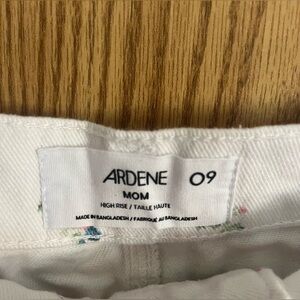 ARDENE 09
MOM
HIGH RISE / TAILLE HAUTE
MADE IN BANGLADESH / FABRIQUÉ AU BANGLADESH